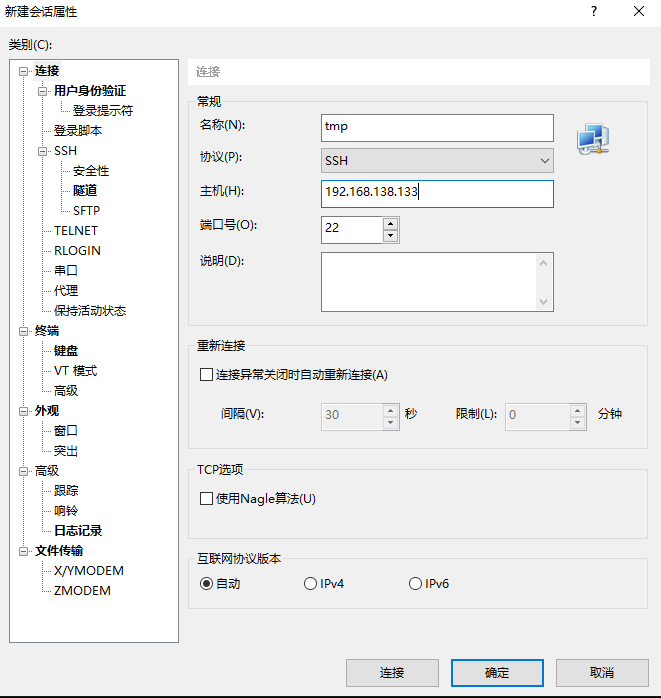 新建会话属性
?
类别(C):
连接
用户身份验证
登录提示符
登录脚本
SSH
安全性
隧道
SFTP
TELNET
RLOGIN
串口
代理
保持活动状态
终端
键盘
VT 模式
高级
外观
窗口
突出
高级
跟踪
响铃
日志记录
文件传输
X/YMODEM
ZMODEM
连接
常规
名称(N): tmp
协议(P): SSH
主机(H): 192.168.138.133
端口号(O): 22
说明(D):
重新连接
连接异常关闭时自动重新连接(A)
间隔(V): 30 秒 限制(L): 0 分钟
TCP选项
使用Nagle算法(U)
互联网协议版本
自动 IPv4 IPv6
连接 确定 取消